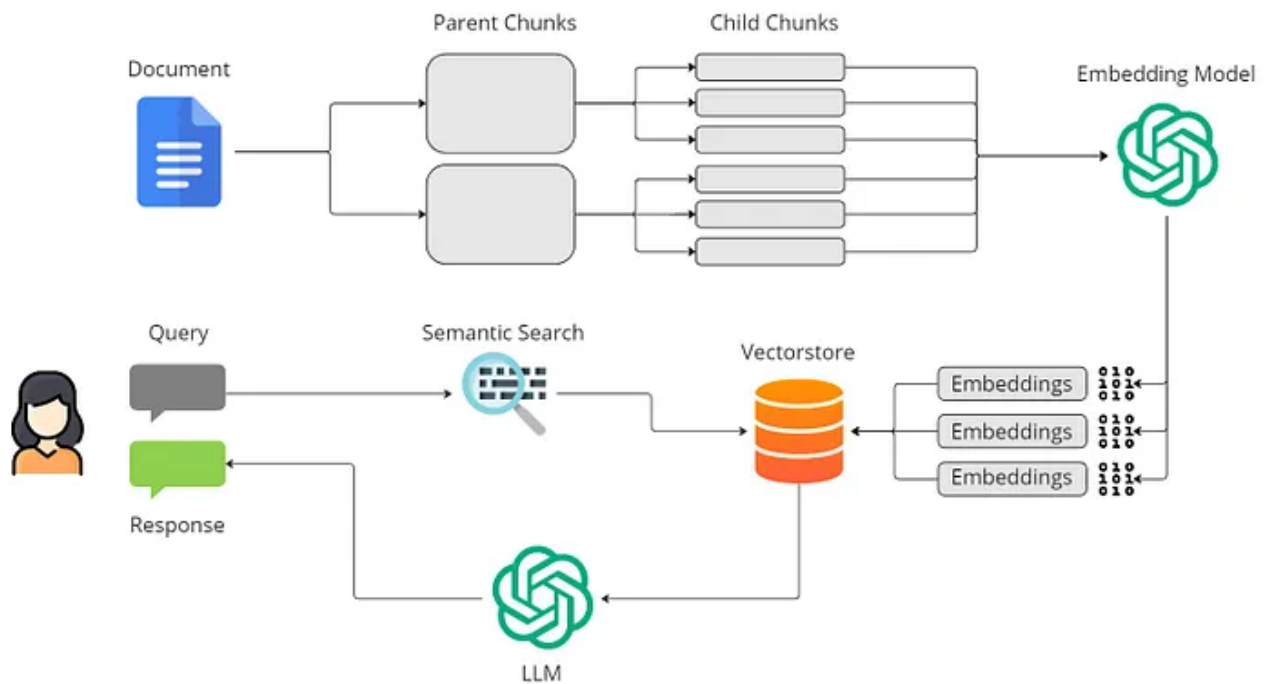 Parent Chunks
Child Chunks
Document
Embedding Model
Query
Semantic Search
Vectorstore
Embeddings
010
101
010
Embeddings
010
101
010
Embeddings
010
101
010
Response
LLM